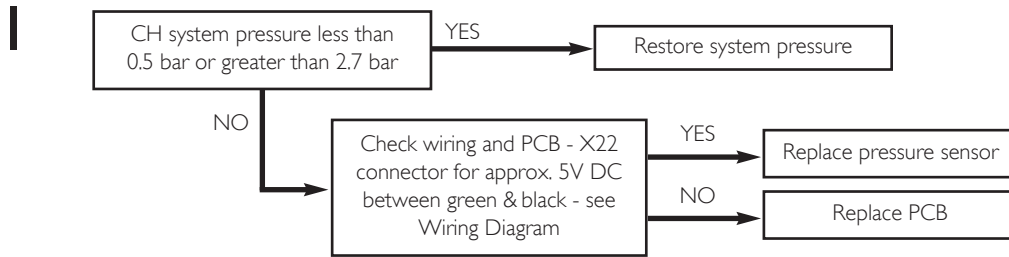 CH system pressure less than
0.5 bar or greater than 2.7 bar
YES
Restore system pressure
NO
Check wiring and PCB - X22
connector for approx. 5V DC
between green & black - see
Wiring Diagram
YES
Replace pressure sensor
NO
Replace PCB